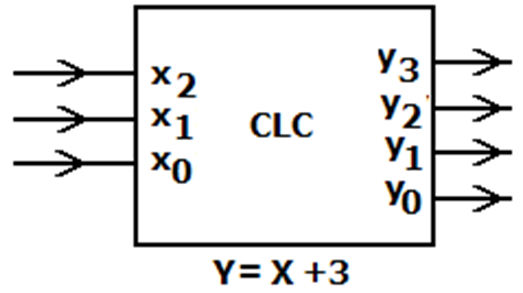 x2 y3
x1 CLC y2
x0 y1
y0
Y = X +3